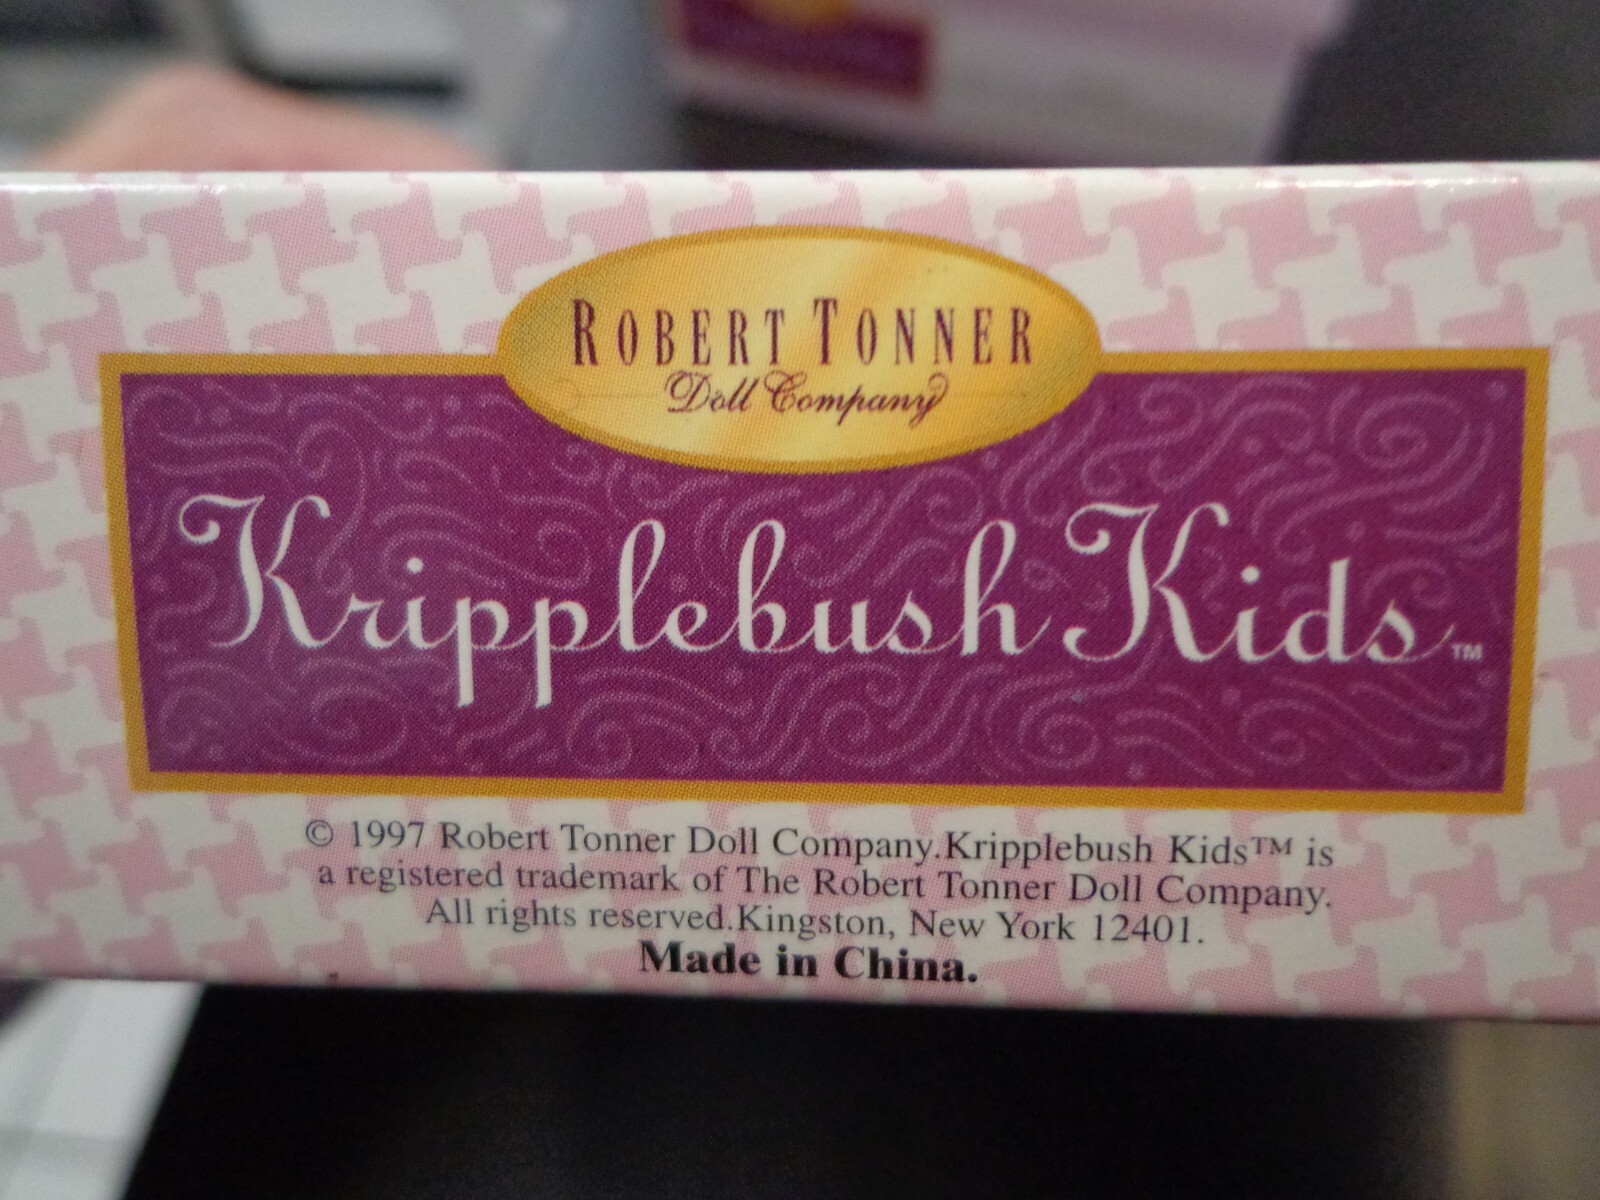 ROBERT TONNER
Doll Company
Kripplebush Kids™
© 1997 Robert Tonner Doll Company.Kripplebush Kids™ is
a registered trademark of The Robert Tonner Doll Company.
All rights reserved.Kingston, New York 12401.
Made in China.